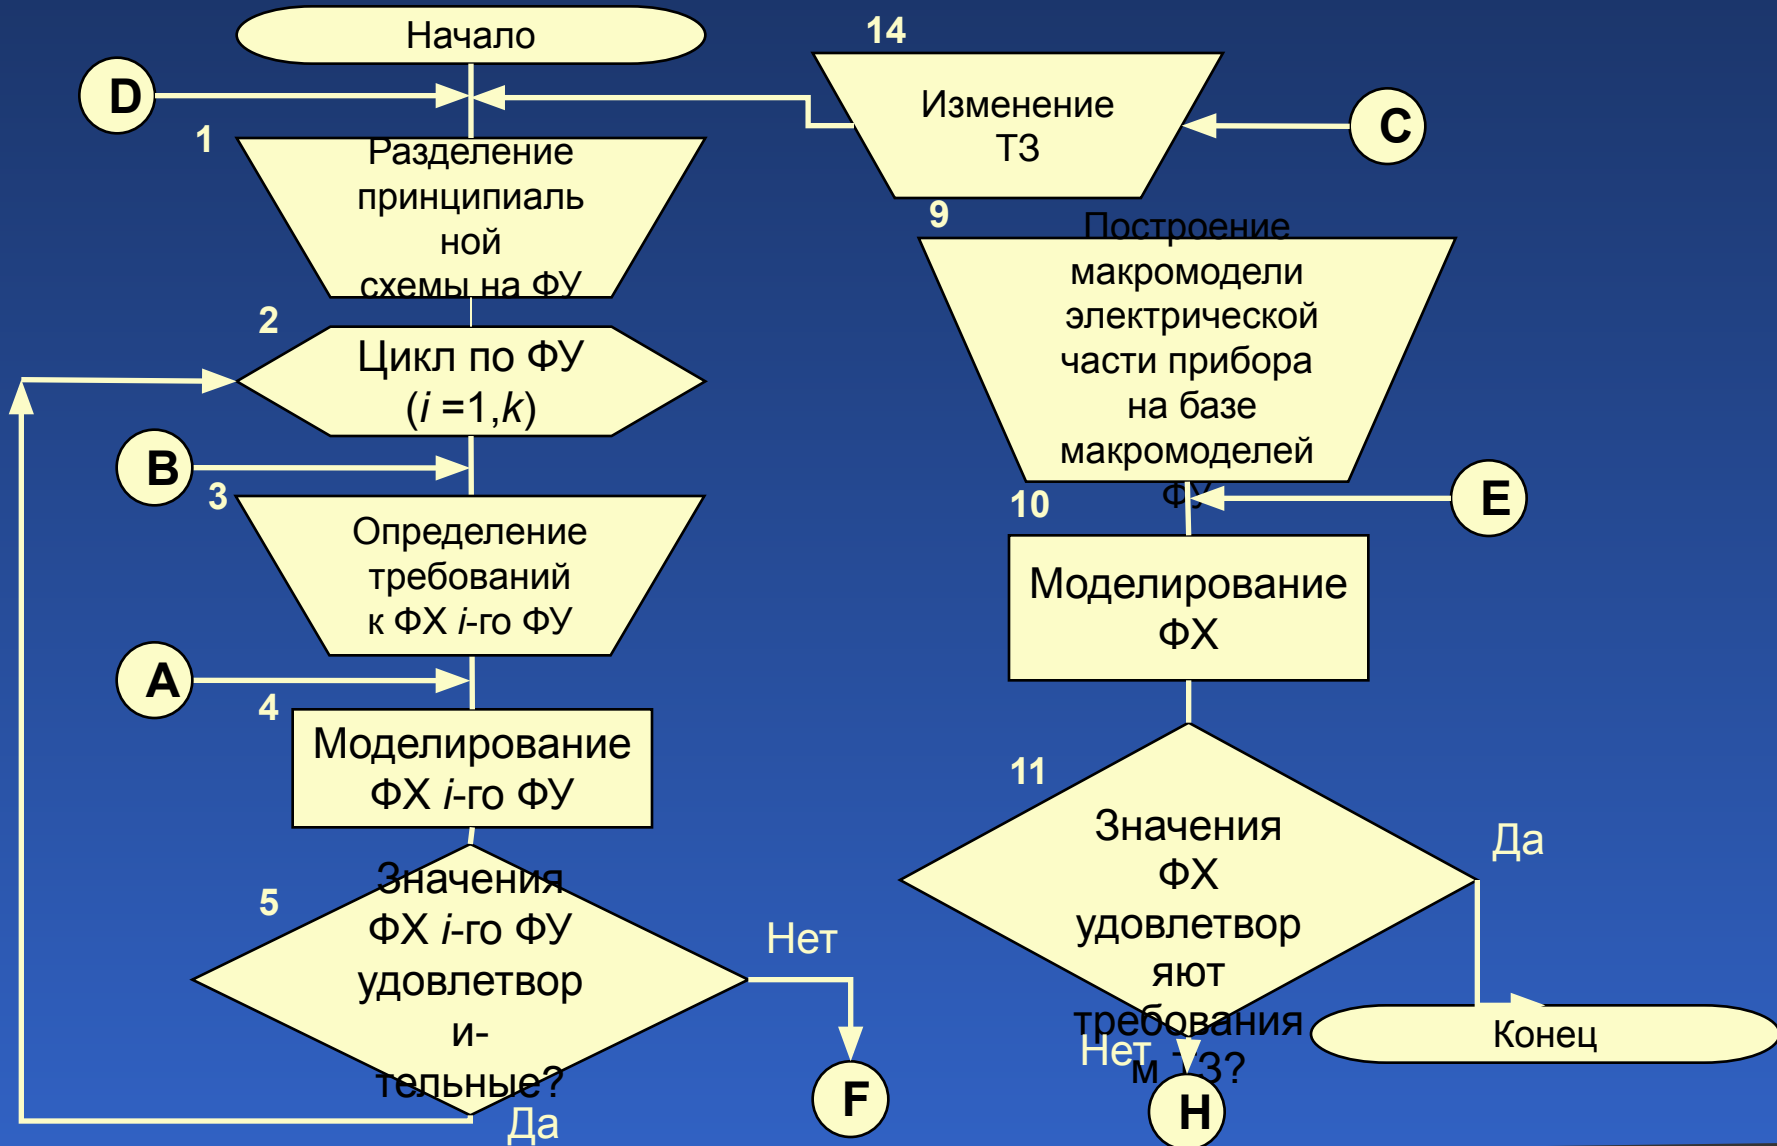 Начало
D
1
Разделение
принципиаль
ной
схемы на ФУ
2
Цикл по ФУ
(i =1,k)
B
3
Определение
требований
к ФХ i-го ФУ
A
4
Моделирование
ФХ i-го ФУ
5
Значения
ФХ i-го ФУ
удовлетвор
и-
тельные?
Да
Нет
F
14
Изменение
ТЗ
C
9
Построение
макромодели
электрической
части прибора
на базе
макромоделей
ФУ
E
10
Моделирование
ФХ
11
Значения
ФХ
удовлетвор
яют
требования
м ТЗ?
Да
Конец
Нет
H